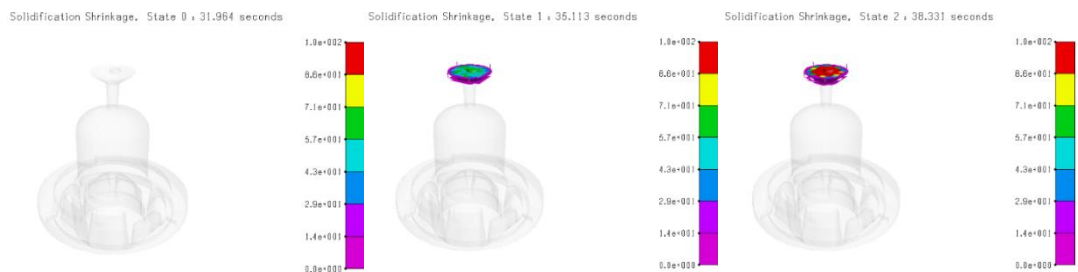 Solidification Shrinkage, State 0 : 31.964 seconds
1.0e+002
8.6e+001
7.1e+001
5.7e+001
4.3e+001
2.9e+001
1.4e+001
0.0e+000
Solidification Shrinkage, State 1 : 35.113 seconds
1.0e+002
8.6e+001
7.1e+001
5.7e+001
4.3e+001
2.9e+001
1.4e+001
0.0e+000
Solidification Shrinkage, State 2 : 38.331 seconds
1.0e+002
8.6e+001
7.1e+001
5.7e+001
4.3e+001
2.9e+001
1.4e+001
0.0e+000